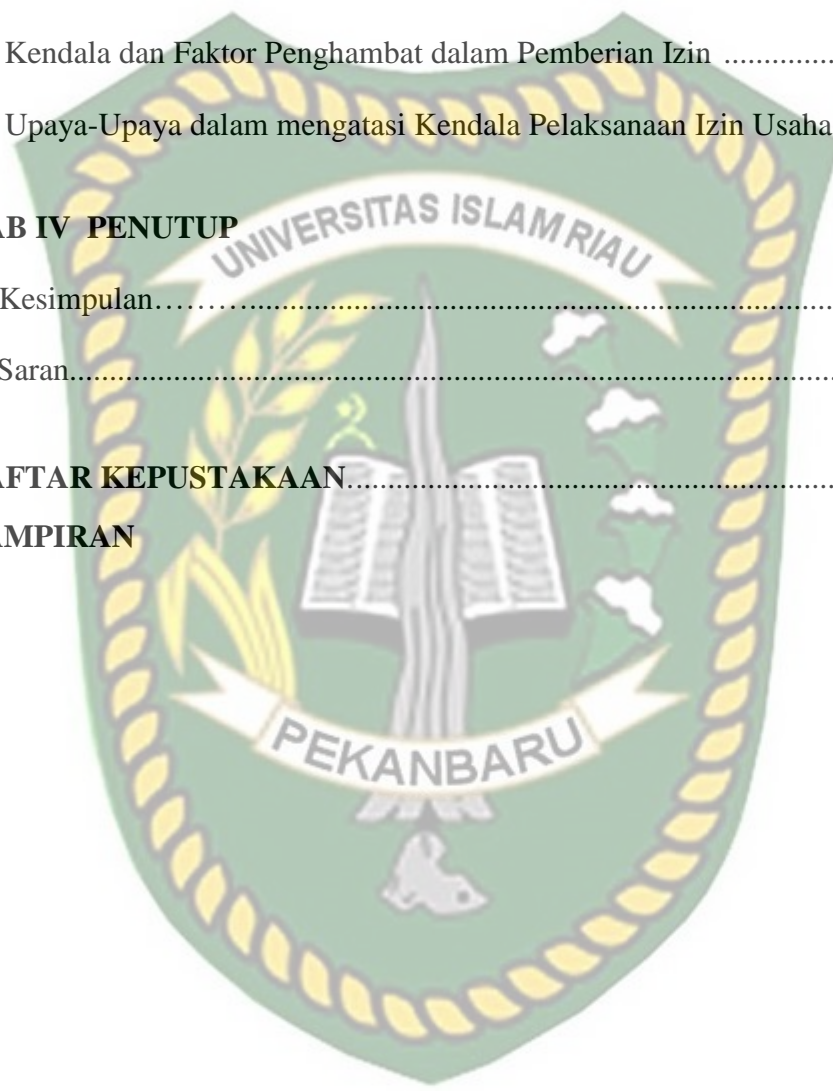 Kendala dan Faktor Penghambat dalam Pemberian Izin ...............
Upaya-Upaya dalam mengatasi Kendala Pelaksanaan Izin Usaha
AB IV PENUTUP
UNIVERSITAS ISLAM RIAU
Kesimpulan………...............................................................................
Saran..................................................................................................
AFTAR KEPUSTAKAAN..............................................................
AMPIRAN
PEKANBARU